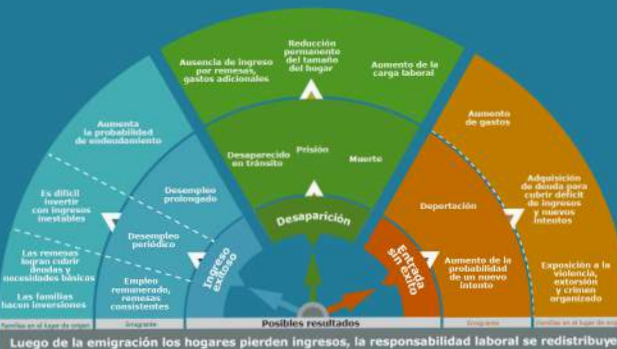 Reducción
permanente
del tamaño
del hogar
Ausencia de ingreso
por remesas,
gastos adicionales
Aumento de la
carga laboral
Desaparecido
en tránsito
Prisión
Muerte
Desaparición
Aumenta
la probabilidad
de endeudamiento
Es difícil
invertir
con ingresos
inestables
Las remesas
logran cubrir
deudas y
necesidades básicas
Las familias
hacen inversiones
Desempleo
prolongado
Desempleo
periódico
Empleo
remunerado,
remesas
consistentes
Ingreso
exitoso
Entrada
sin éxito
Deportación
Aumento de la
probabilidad
de un nuevo
intento
Aumento
de gastos
Adquisición
de deuda para
cubrir déficit
de ingresos
y nuevos
intentos
Exposición a la
violencia,
extorsión
y crimen
organizado
Familias en el lugar de origen
Emigrante
Posibles resultados
Emigrante
Familias en el lugar de origen
Luego de la emigración los hogares pierden ingresos, la responsabilidad laboral se redistribuye